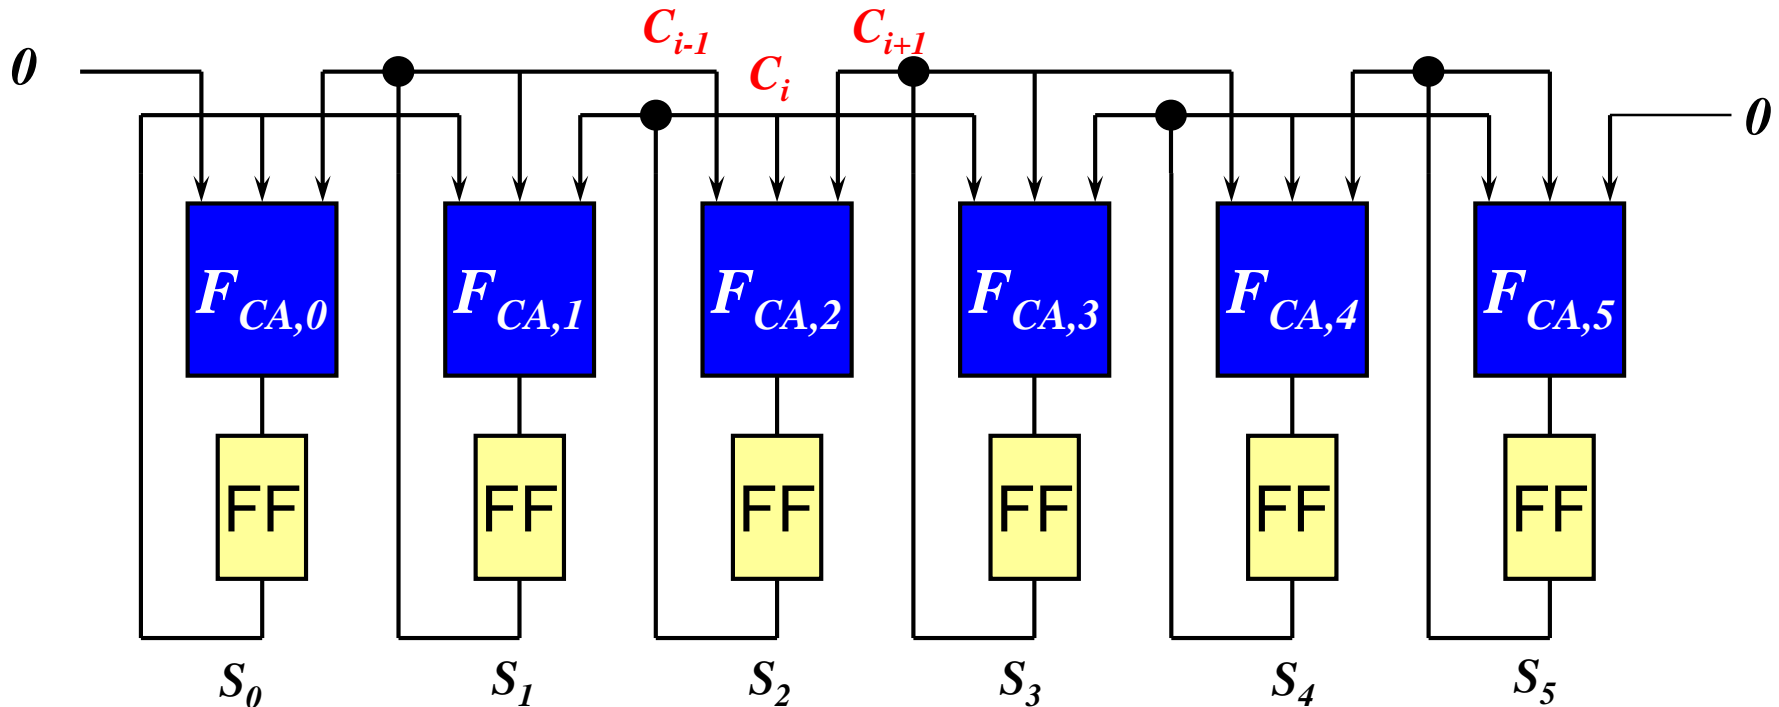 C_{i-1} C_{i+1}
0 C_i
0
F_{CA,0} F_{CA,1} F_{CA,2} F_{CA,3} F_{CA,4} F_{CA,5}
FF FF FF FF FF FF
S_0 S_1 S_2 S_3 S_4 S_5